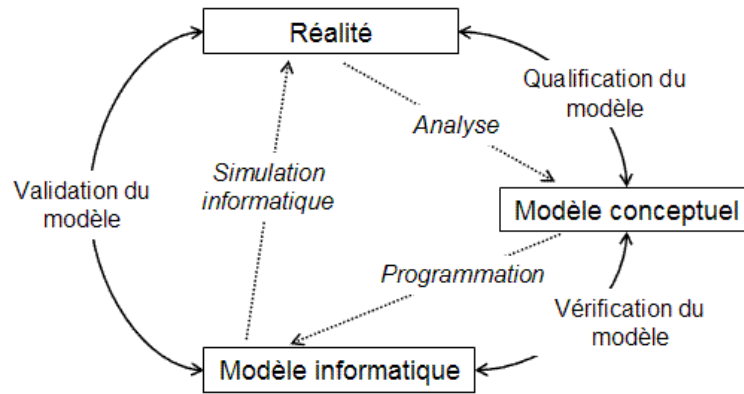 Réalité
Qualification du
modèle
Analyse
Simulation
informatique
Validation du
modèle
Modèle conceptuel
Programmation
Vérification du
modèle
Modèle informatique